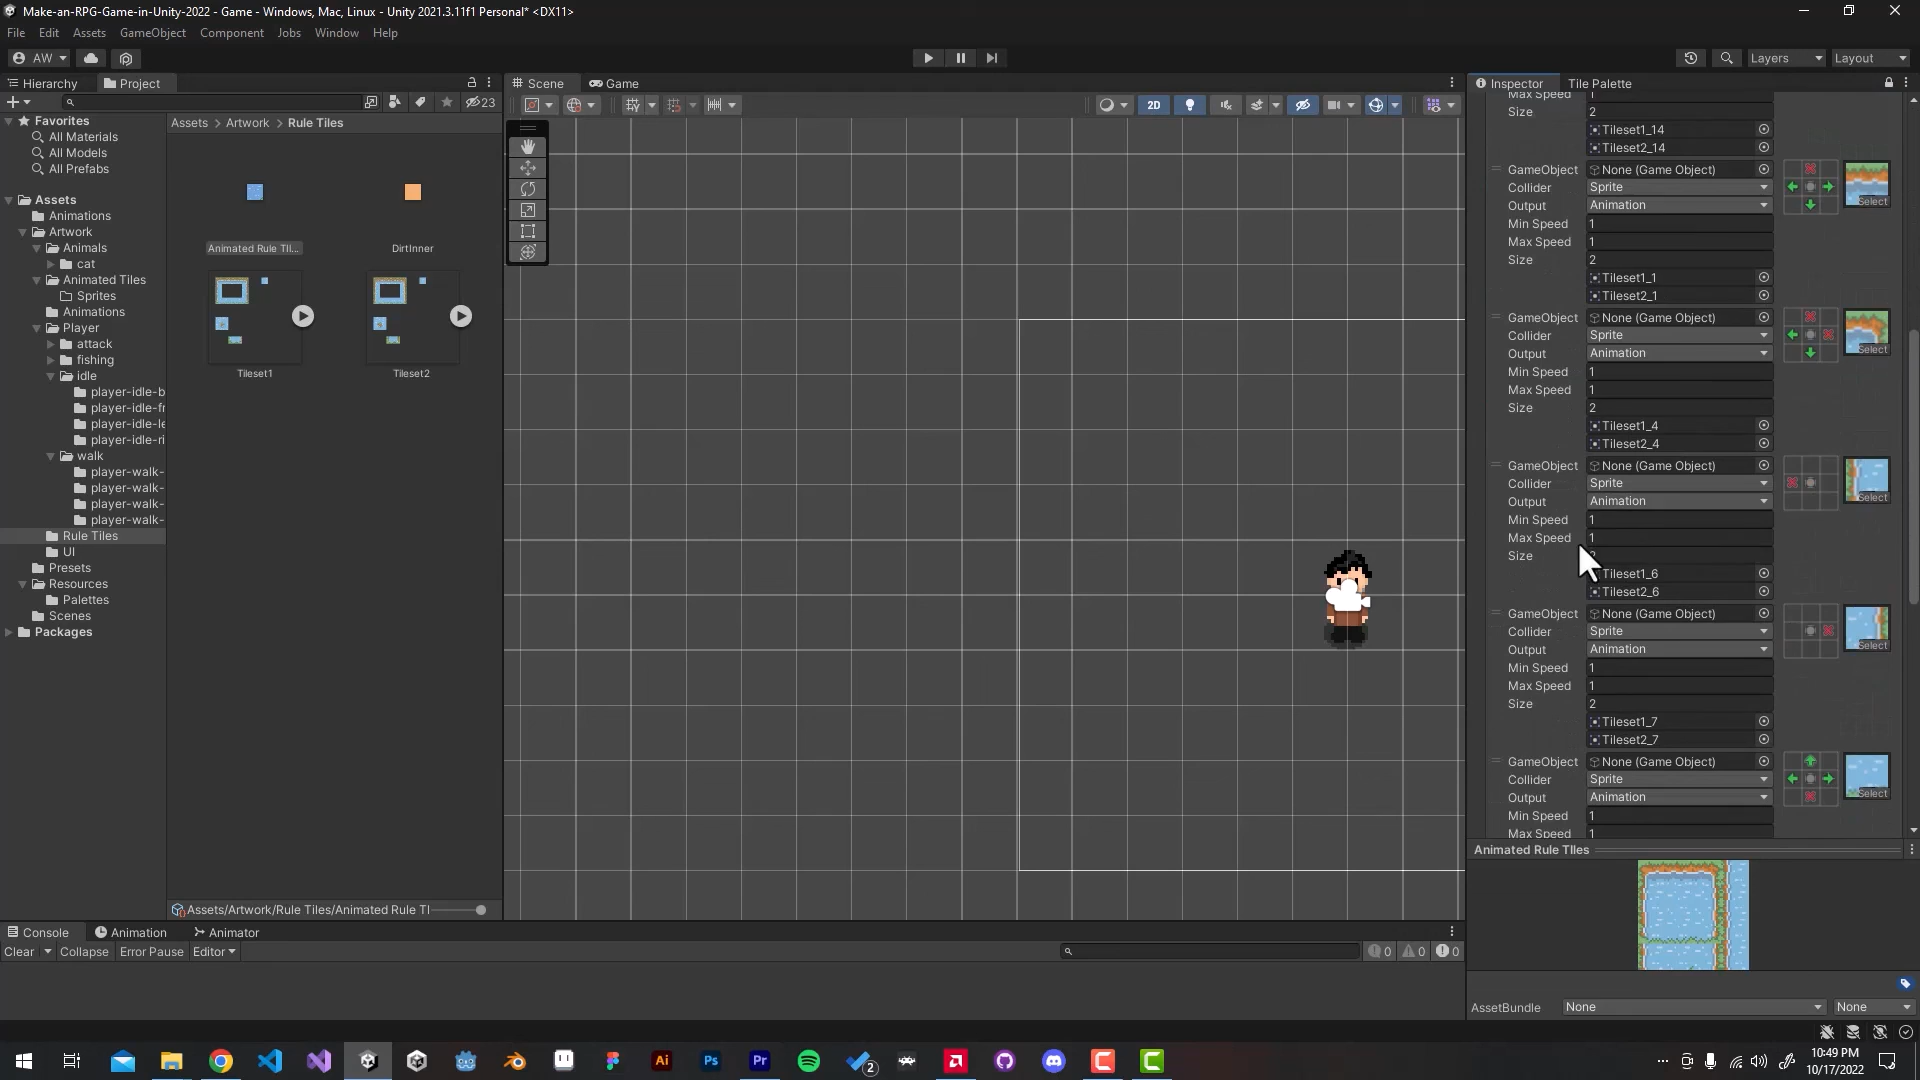 Make-an-RPG-Game-in-Unity-2022 - Game - Windows, Mac, Linux - Unity 2021.3.11f1 Personal* <DX11>
File Edit Assets GameObject Component Jobs Window Help
AW
Layers
Layout
Hierarchy
Project
23
Favorites
All Materials
All Models
All Prefabs
Assets
Animations
Artwork
Animals
cat
Animated Tiles
Sprites
Animations
Player
attack
fishing
idle
player-idle-b
player-idle-fr
player-idle-le
player-idle-ri
walk
player-walk-
player-walk-
player-walk-
player-walk-
Rule Tiles
UI
Presets
Resources
Palettes
Scenes
Packages
Assets > Artwork > Rule Tiles
Animated Rule TIl...
DirtInner
Tileset1
Tileset2
Assets/Artwork/Rule Tiles/Animated Rule TI
Scene
Game
2D
Inspector
Tile Palette
Max Speed 1
Size 2
Tileset1_14
Tileset2_14
GameObject None (Game Object)
Collider Sprite
Select
Output Animation
Min Speed 1
Max Speed 1
Size 2
Tileset1_1
Tileset2_1
GameObject None (Game Object)
Collider Sprite
Select
Output Animation
Min Speed 1
Max Speed 1
Size 2
Tileset1_4
Tileset2_4
GameObject None (Game Object)
Collider Sprite
Select
Output Animation
Min Speed 1
Max Speed 1
Size
Tileset1_6
Tileset2_6
GameObject None (Game Object)
Collider Sprite
Select
Output Animation
Min Speed 1
Max Speed 1
Size 2
Tileset1_7
Tileset2_7
GameObject None (Game Object)
Collider Sprite
Select
Output Animation
Min Speed 1
Max Speed 1
Animated Rule TIles
AssetBundle None None
Console
Animation
Animator
Clear Collapse Error Pause Editor
0 0 0
Ai Ps Pr
2
10:49 PM
10/17/2022